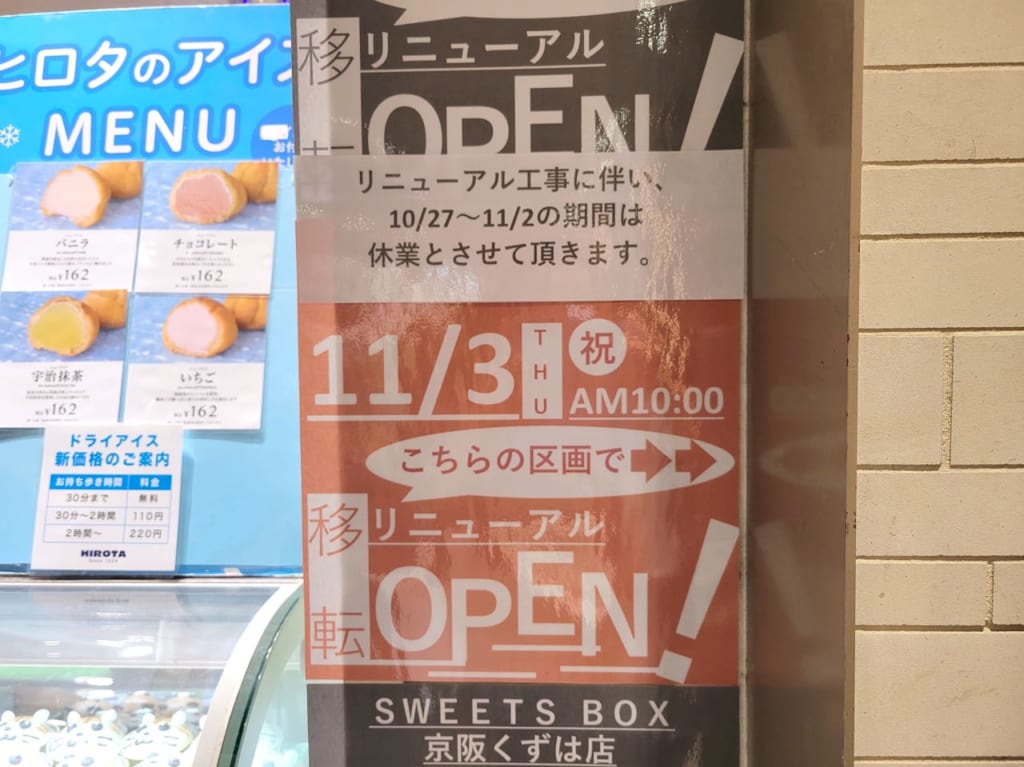 ヒロタのアイス
MENU
バニラ
¥162
チョコレート
¥162
宇治抹茶
¥162
いちご
¥162
ドライアイス
新価格のご案内
お持ち歩き時間 料金
30分まで 無料
30分～2時間 110円
2時間～ 220円
HIROTA
移転
リニューアル
OPEN!
リニューアル工事に伴い、
10/27～11/2の期間は
休業とさせて頂きます。
11/3 THU 祝
AM10:00
こちらの区画で
移転
リニューアル
OPEN!
SWEETS BOX
京阪くずは店